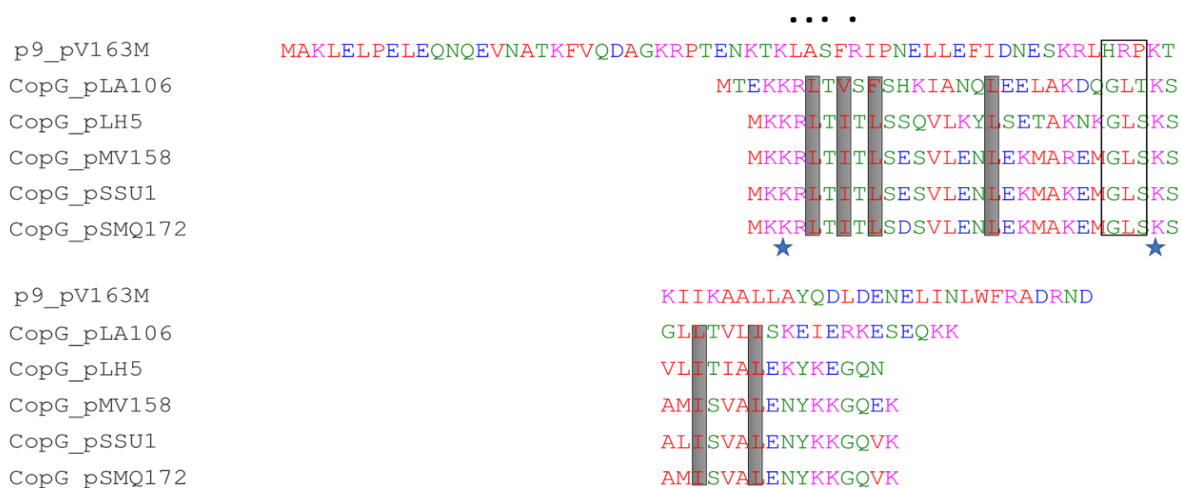 p9_pV163M MAKLELPELEQNQEVNATKFVQDAGKRPTENKTKLASFRIPNELLEFIDNESKRLHRPKT
CopG_pLA106 MTEKKRLTVSFSHKIANQLEELAKDQGLTKS
CopG_pLH5 MKKRLTITLSSQVLKYLSETAKNKGLSKS
CopG_pMV158 MKKRLTITLSESVLENLEKMAREMGLSKS
CopG_pSSU1 MKKRLTITLSESVLENLEKMAKEMGLSKS
CopG_pSMQ172 MKKRLTITLSDSVLENLEKMAKEMGLSKS
p9_pV163M KIIKAALLAYQDLDENELINLWFRADRND
CopG_pLA106 GLLTVLISKEIERKESEQKK
CopG_pLH5 VLITIALEKYKEGQN
CopG_pMV158 AMISVALENYKKGQEK
CopG_pSSU1 ALISVALENYKKGQVK
CopG_pSMQ172 AMISVALENYKKGQVK